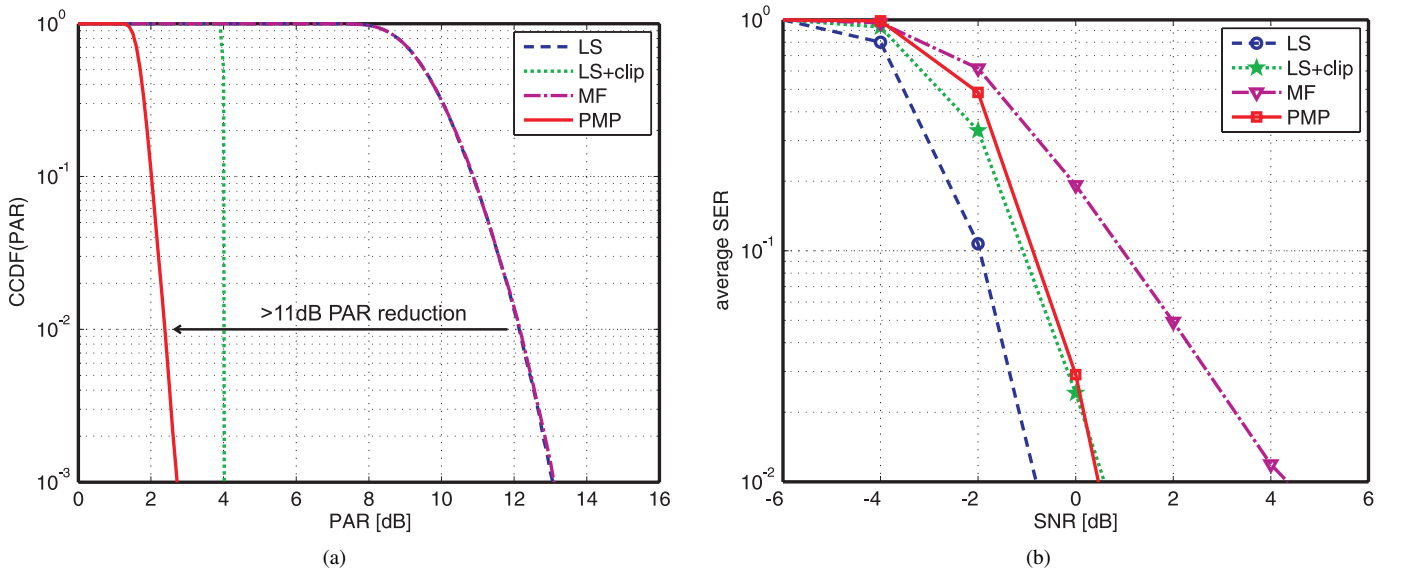 10^0
10^-1
10^-2
10^-3
CCDF(PAR)
0 2 4 6 8 10 12 14 16
PAR [dB]
LS
LS+clip
MF
PMP
>11dB PAR reduction
(a)
10^0
10^-1
10^-2
average SER
-6 -4 -2 0 2 4 6
SNR [dB]
LS
LS+clip
MF
PMP
(b)